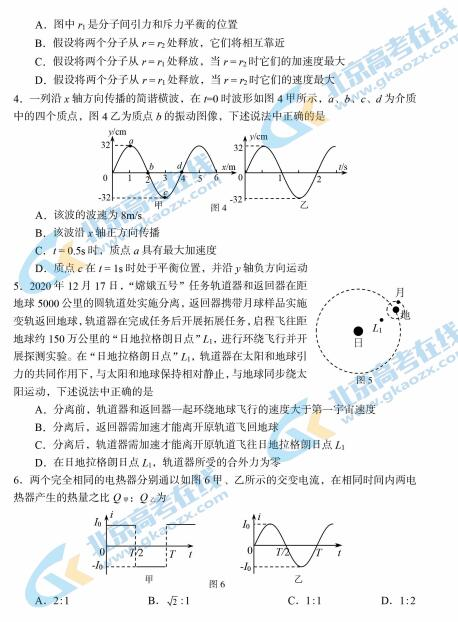 A．图中 r₁ 是分子间引力和斥力平衡的位置
B．假设将两个分子从 r = r₂ 处释放，它们将相互靠近
C．假设将两个分子从 r = r₁ 处释放，当 r = r₂ 时它们的加速度最大
D．假设将两个分子从 r = r₁ 处释放，当 r = r₂ 时它们的速度最大
4．一列沿 x 轴方向传播的简谐横波，在 t=0 时波形如图 4 甲所示，a、b、c、d 为介质
中的四个质点，图 4 乙为质点 b 的振动图像，下述说法中正确的是
y/cm
32
a
b
d
0
1 2 3 4 5 6
x/m
c
-32
甲
y/cm
32
0
1
2
t/s
-32
乙
图 4
A．该波的波速为 8m/s
B．该波沿 x 轴正方向传播
C．t = 0.5s 时，质点 a 具有最大加速度
D．质点 c 在 t = 1s 时处于平衡位置，并沿 y 轴负方向运动
5．2020 年 12 月 17 日，“嫦娥五号”任务轨道器和返回器在距
地球 5000 公里的圆轨道处实施分离，返回器携带月球样品实施
变轨返回地球，轨道器在完成任务后开展拓展任务，启程飞往距
地球约 150 万公里的“日地拉格朗日点”L₁，进行环绕飞行并开
展探测实验。在“日地拉格朗日点”L₁，轨道器在太阳和地球引
力的共同作用下，与太阳和地球保持相对静止，与地球同步绕太
阳运动，下述说法中正确的是
月
地
L₁
日
图 5
A．分离前，轨道器和返回器一起环绕地球飞行的速度大于第一宇宙速度
B．分离后，返回器需加速才能离开原轨道飞回地球
C．分离后，轨道器需加速才能离开原轨道飞往日地拉格朗日点 L₁
D．在日地拉格朗日点 L₁，轨道器所受的合外力为零
6．两个完全相同的电热器分别通以如图 6 甲、乙所示的交变电流，在相同时间内两电
热器产生的热量之比 Q甲：Q乙为
i
I₀
0
T/2
T
t
-I₀
甲
i
I₀
0
T/2
T
t
-I₀
乙
图 6
A．2∶1 B．√2∶1 C．1∶1 D．1∶2
北京高考在线
www.gkaozx.com